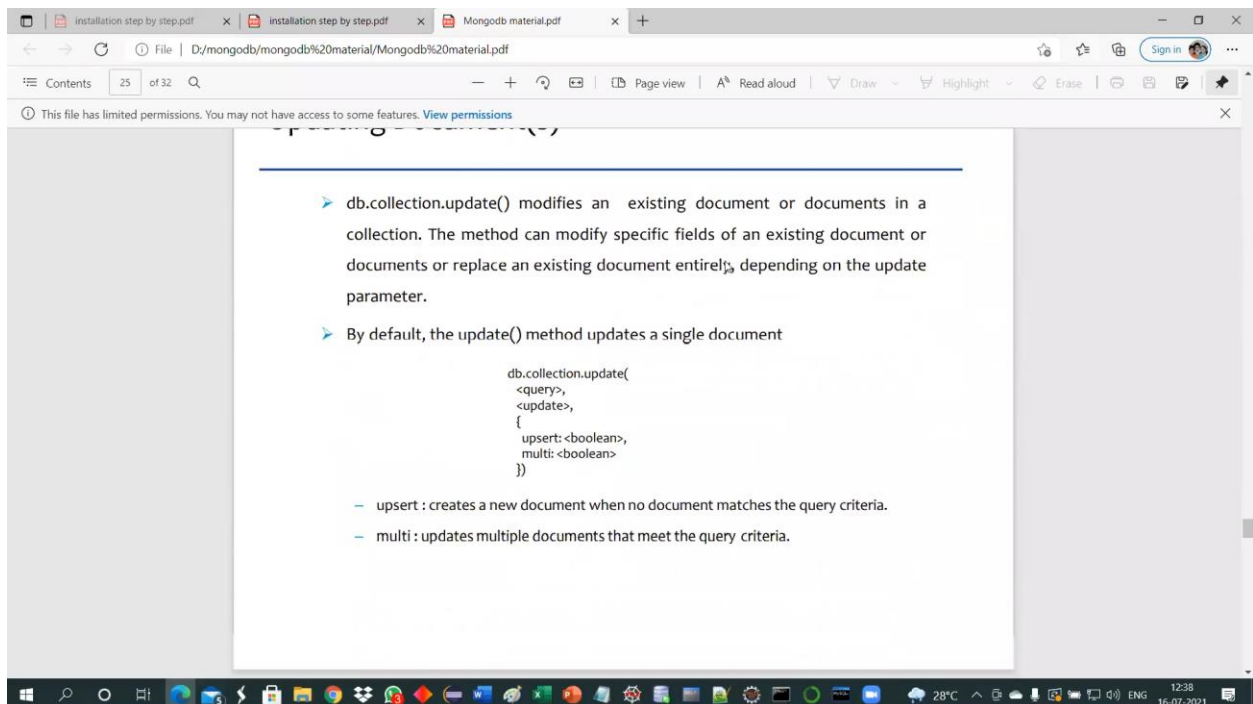 installation step by step.pdf
installation step by step.pdf
Mongodb material.pdf
File | D:/mongodb/mongodb%20material/Mongodb%20material.pdf
Sign in
Contents
25 of 32
Page view
Read aloud
Draw
Highlight
Erase
This file has limited permissions. You may not have access to some features. View permissions
db.collection.update() modifies an existing document or documents in a
collection. The method can modify specific fields of an existing document or
documents or replace an existing document entirely, depending on the update
parameter.
By default, the update() method updates a single document
db.collection.update(
<query>,
<update>,
{
upsert: <boolean>,
multi: <boolean>
})
– upsert : creates a new document when no document matches the query criteria.
– multi : updates multiple documents that meet the query criteria.
28°C
ENG
12:38
16-07-2021